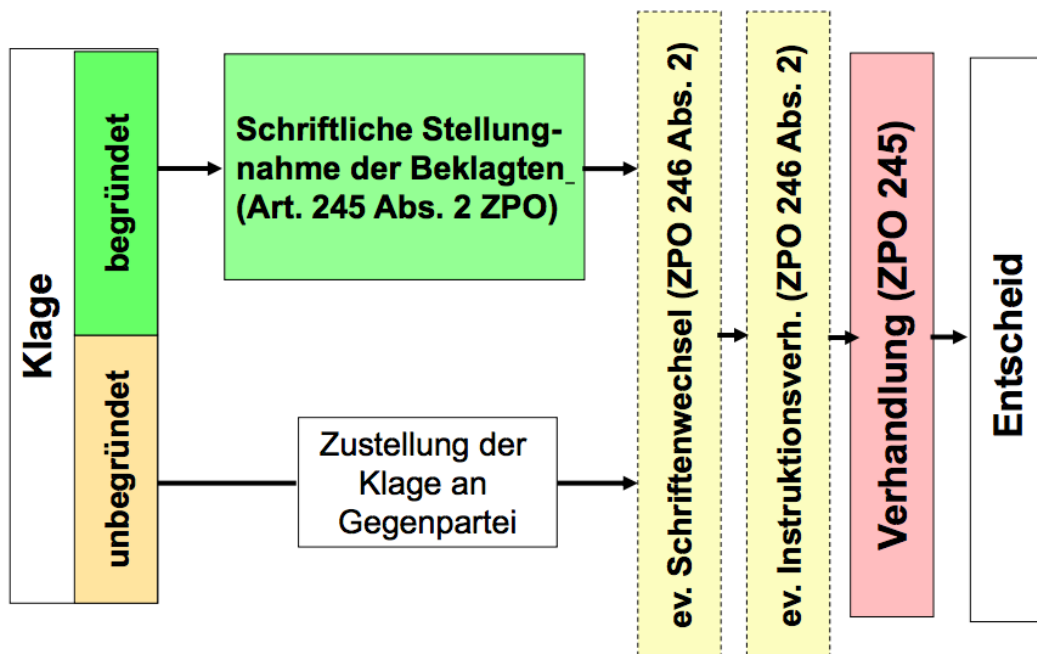 Klage
begründet
unbegründet
Schriftliche Stellung-
nahme der Beklagten_
(Art. 245 Abs. 2 ZPO)
Zustellung der
Klage an
Gegenpartei
ev. Schriftenwechsel (ZPO 246 Abs. 2)
ev. Instruktionsverh. (ZPO 246 Abs. 2)
Verhandlung (ZPO 245)
Entscheid